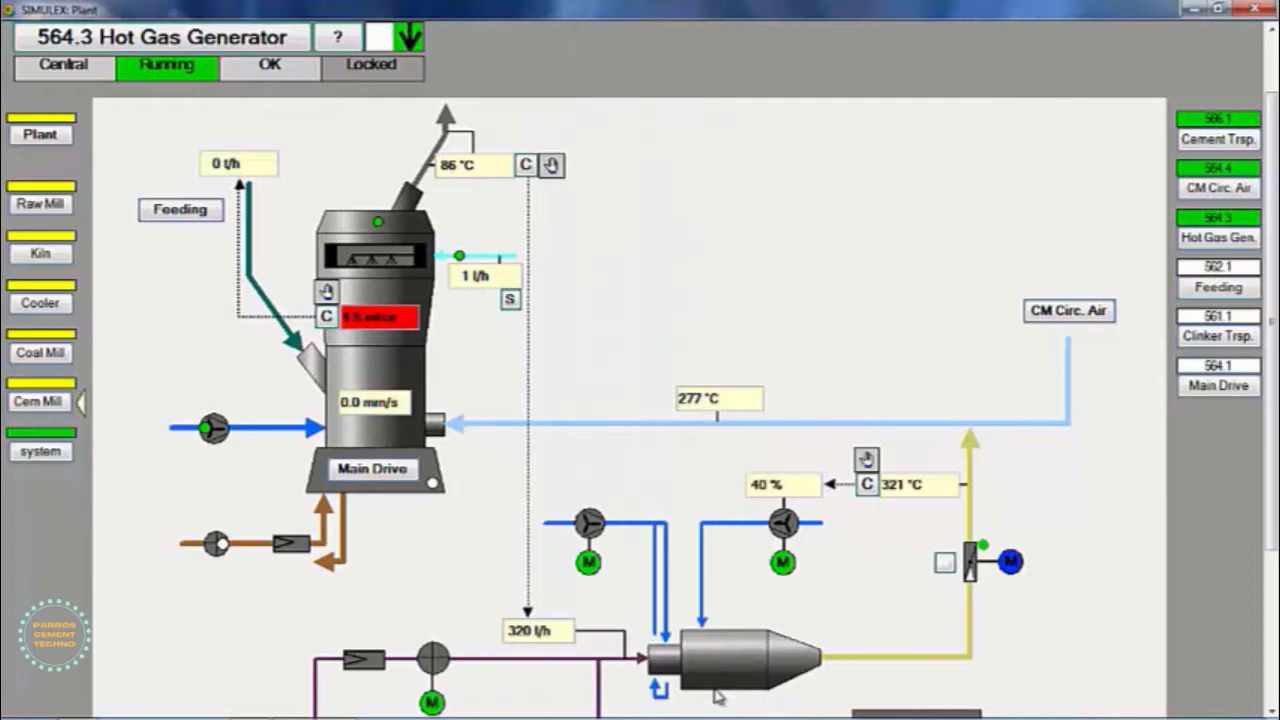 SIMULEX: Plant
564.3 Hot Gas Generator
?
Central
Running
OK
Locked
Plant
Raw Mill
Kiln
Cooler
Coal Mill
Cem Mill
system
0 t/h
Feeding
86 °C
C
1 l/h
S
C
mbar
0.0 mm/s
Main Drive
277 °C
CM Circ. Air
40 %
C
321 °C
M
M
M
320 l/h
M
566.1
Cement Trsp.
564.4
CM Circ. Air
564.3
Hot Gas Gen.
562.1
Feeding
561.1
Clinker Trsp.
564.1
Main Drive
PARROS
CEMENT
TECHNO